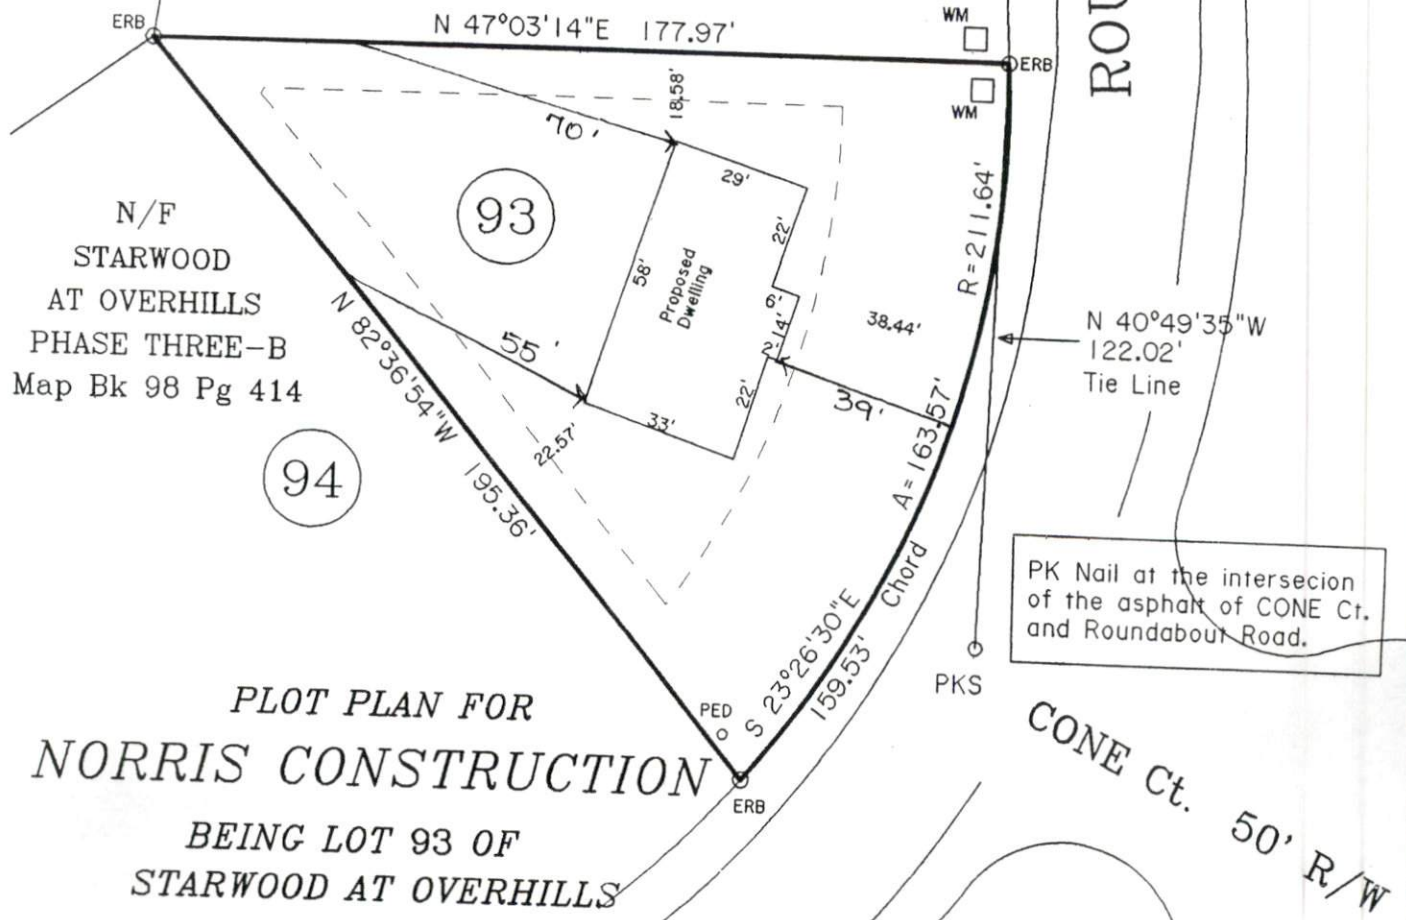 ERB
N 47°03'14"E 177.97'
WM
ERB
WM
ROU
18.58'
70'
29'
93
22'
R=211.64'
N/F
STARWOOD
AT OVERHILLS
PHASE THREE-B
Map Bk 98 Pg 414
58'
Proposed
Dwelling
6'
14'
2'
38.44'
N 40°49'35"W
122.02'
Tie Line
N 82°36'54"W 195.36'
55'
39'
22'
33'
22.57'
A=163.57'
94
Chord
S 23°26'30"E
159.53'
PK Nail at the intersecion
of the asphalt of CONE Ct.
and Roundabout Road.
PKS
PED
ERB
CONE Ct. 50' R/W
PLOT PLAN FOR
NORRIS CONSTRUCTION
BEING LOT 93 OF
STARWOOD AT OVERHILLS